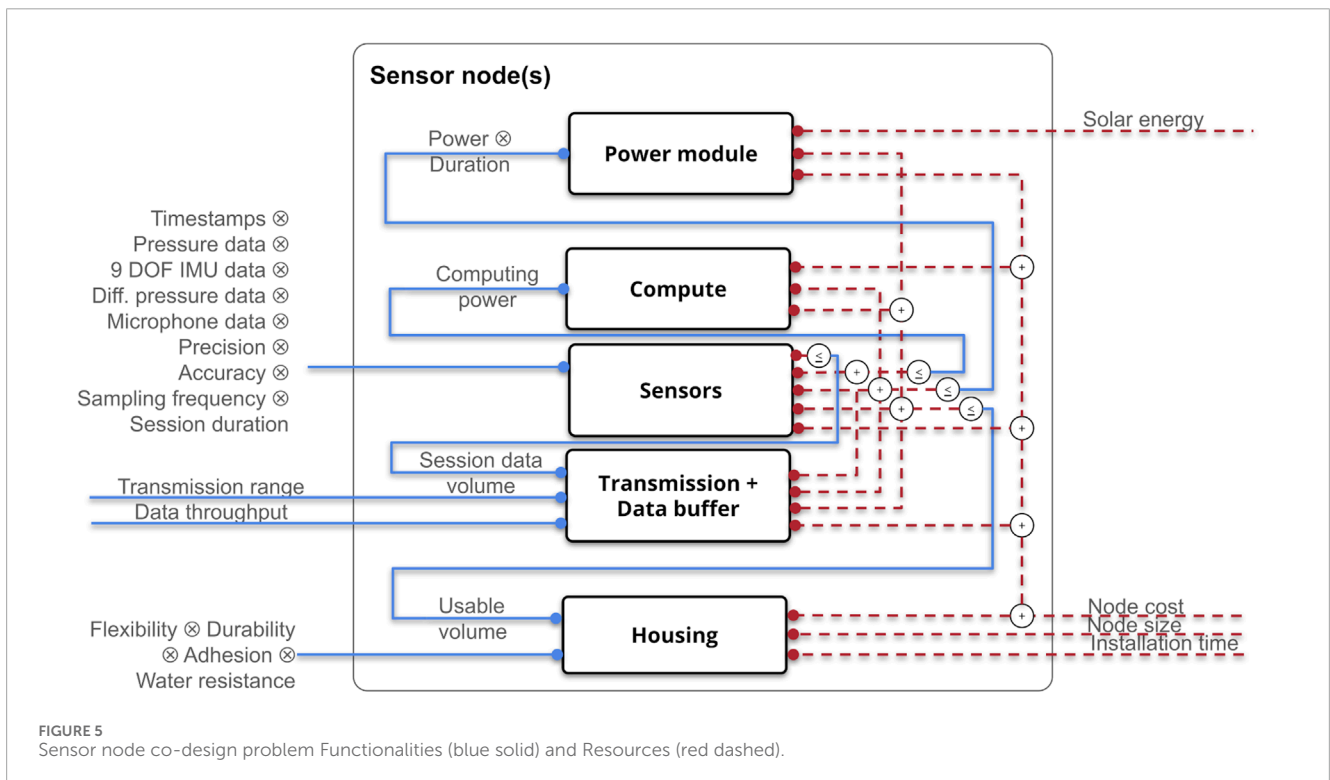 Sensor node(s)
Solar energy
Power ⊗
Duration
Power module
Timestamps ⊗
Pressure data ⊗
9 DOF IMU data ⊗
Diff. pressure data ⊗
Microphone data ⊗
Precision ⊗
Accuracy ⊗
Sampling frequency ⊗
Session duration
Computing
power
Compute
+
+
Sensors
≤
+
≤
+
≤
+
≤
+
Session data
volume
Transmission range
Data throughput
Transmission +
Data buffer
+
Usable
volume
Flexibility ⊗ Durability
⊗ Adhesion ⊗
Water resistance
Housing
+
Node cost
Node size
Installation time
FIGURE 5
Sensor node co-design problem Functionalities (blue solid) and Resources (red dashed).